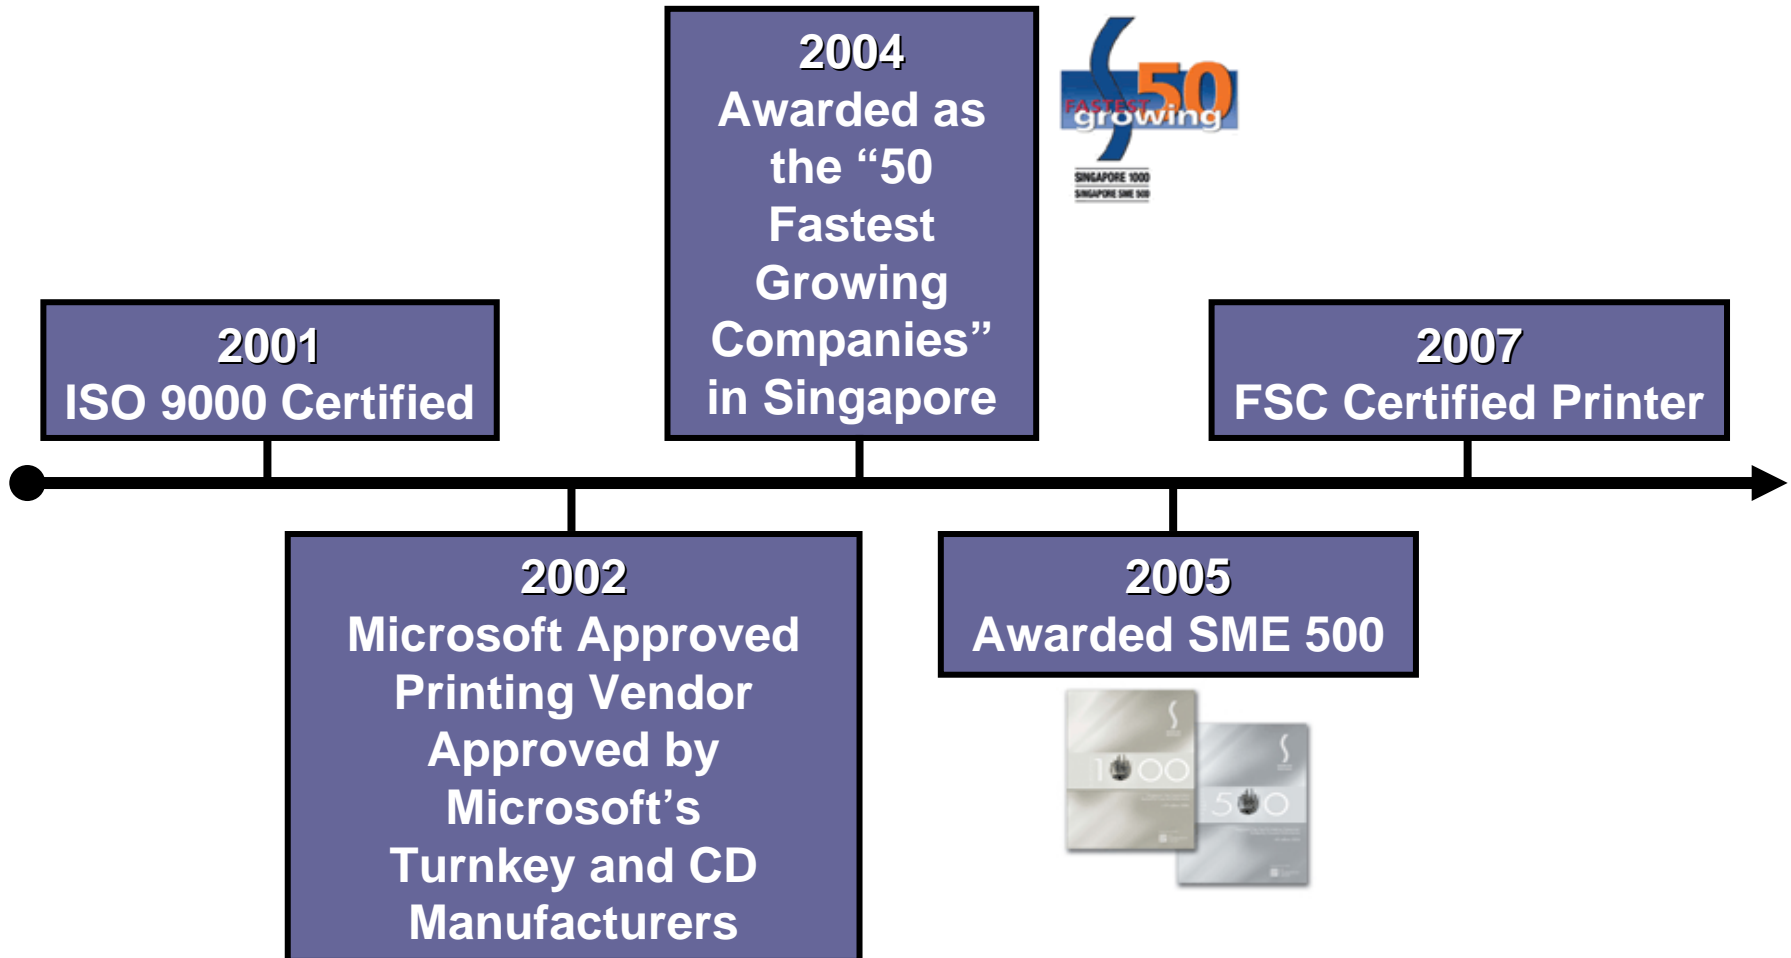 2004
Awarded as
the “50
Fastest
Growing
Companies”
in Singapore
50
FASTEST
growing
SINGAPORE 1000
SINGAPORE SME 500
2001
ISO 9000 Certified
2007
FSC Certified Printer
2002
Microsoft Approved
Printing Vendor
Approved by
Microsoft’s
Turnkey and CD
Manufacturers
2005
Awarded SME 500
1000
500